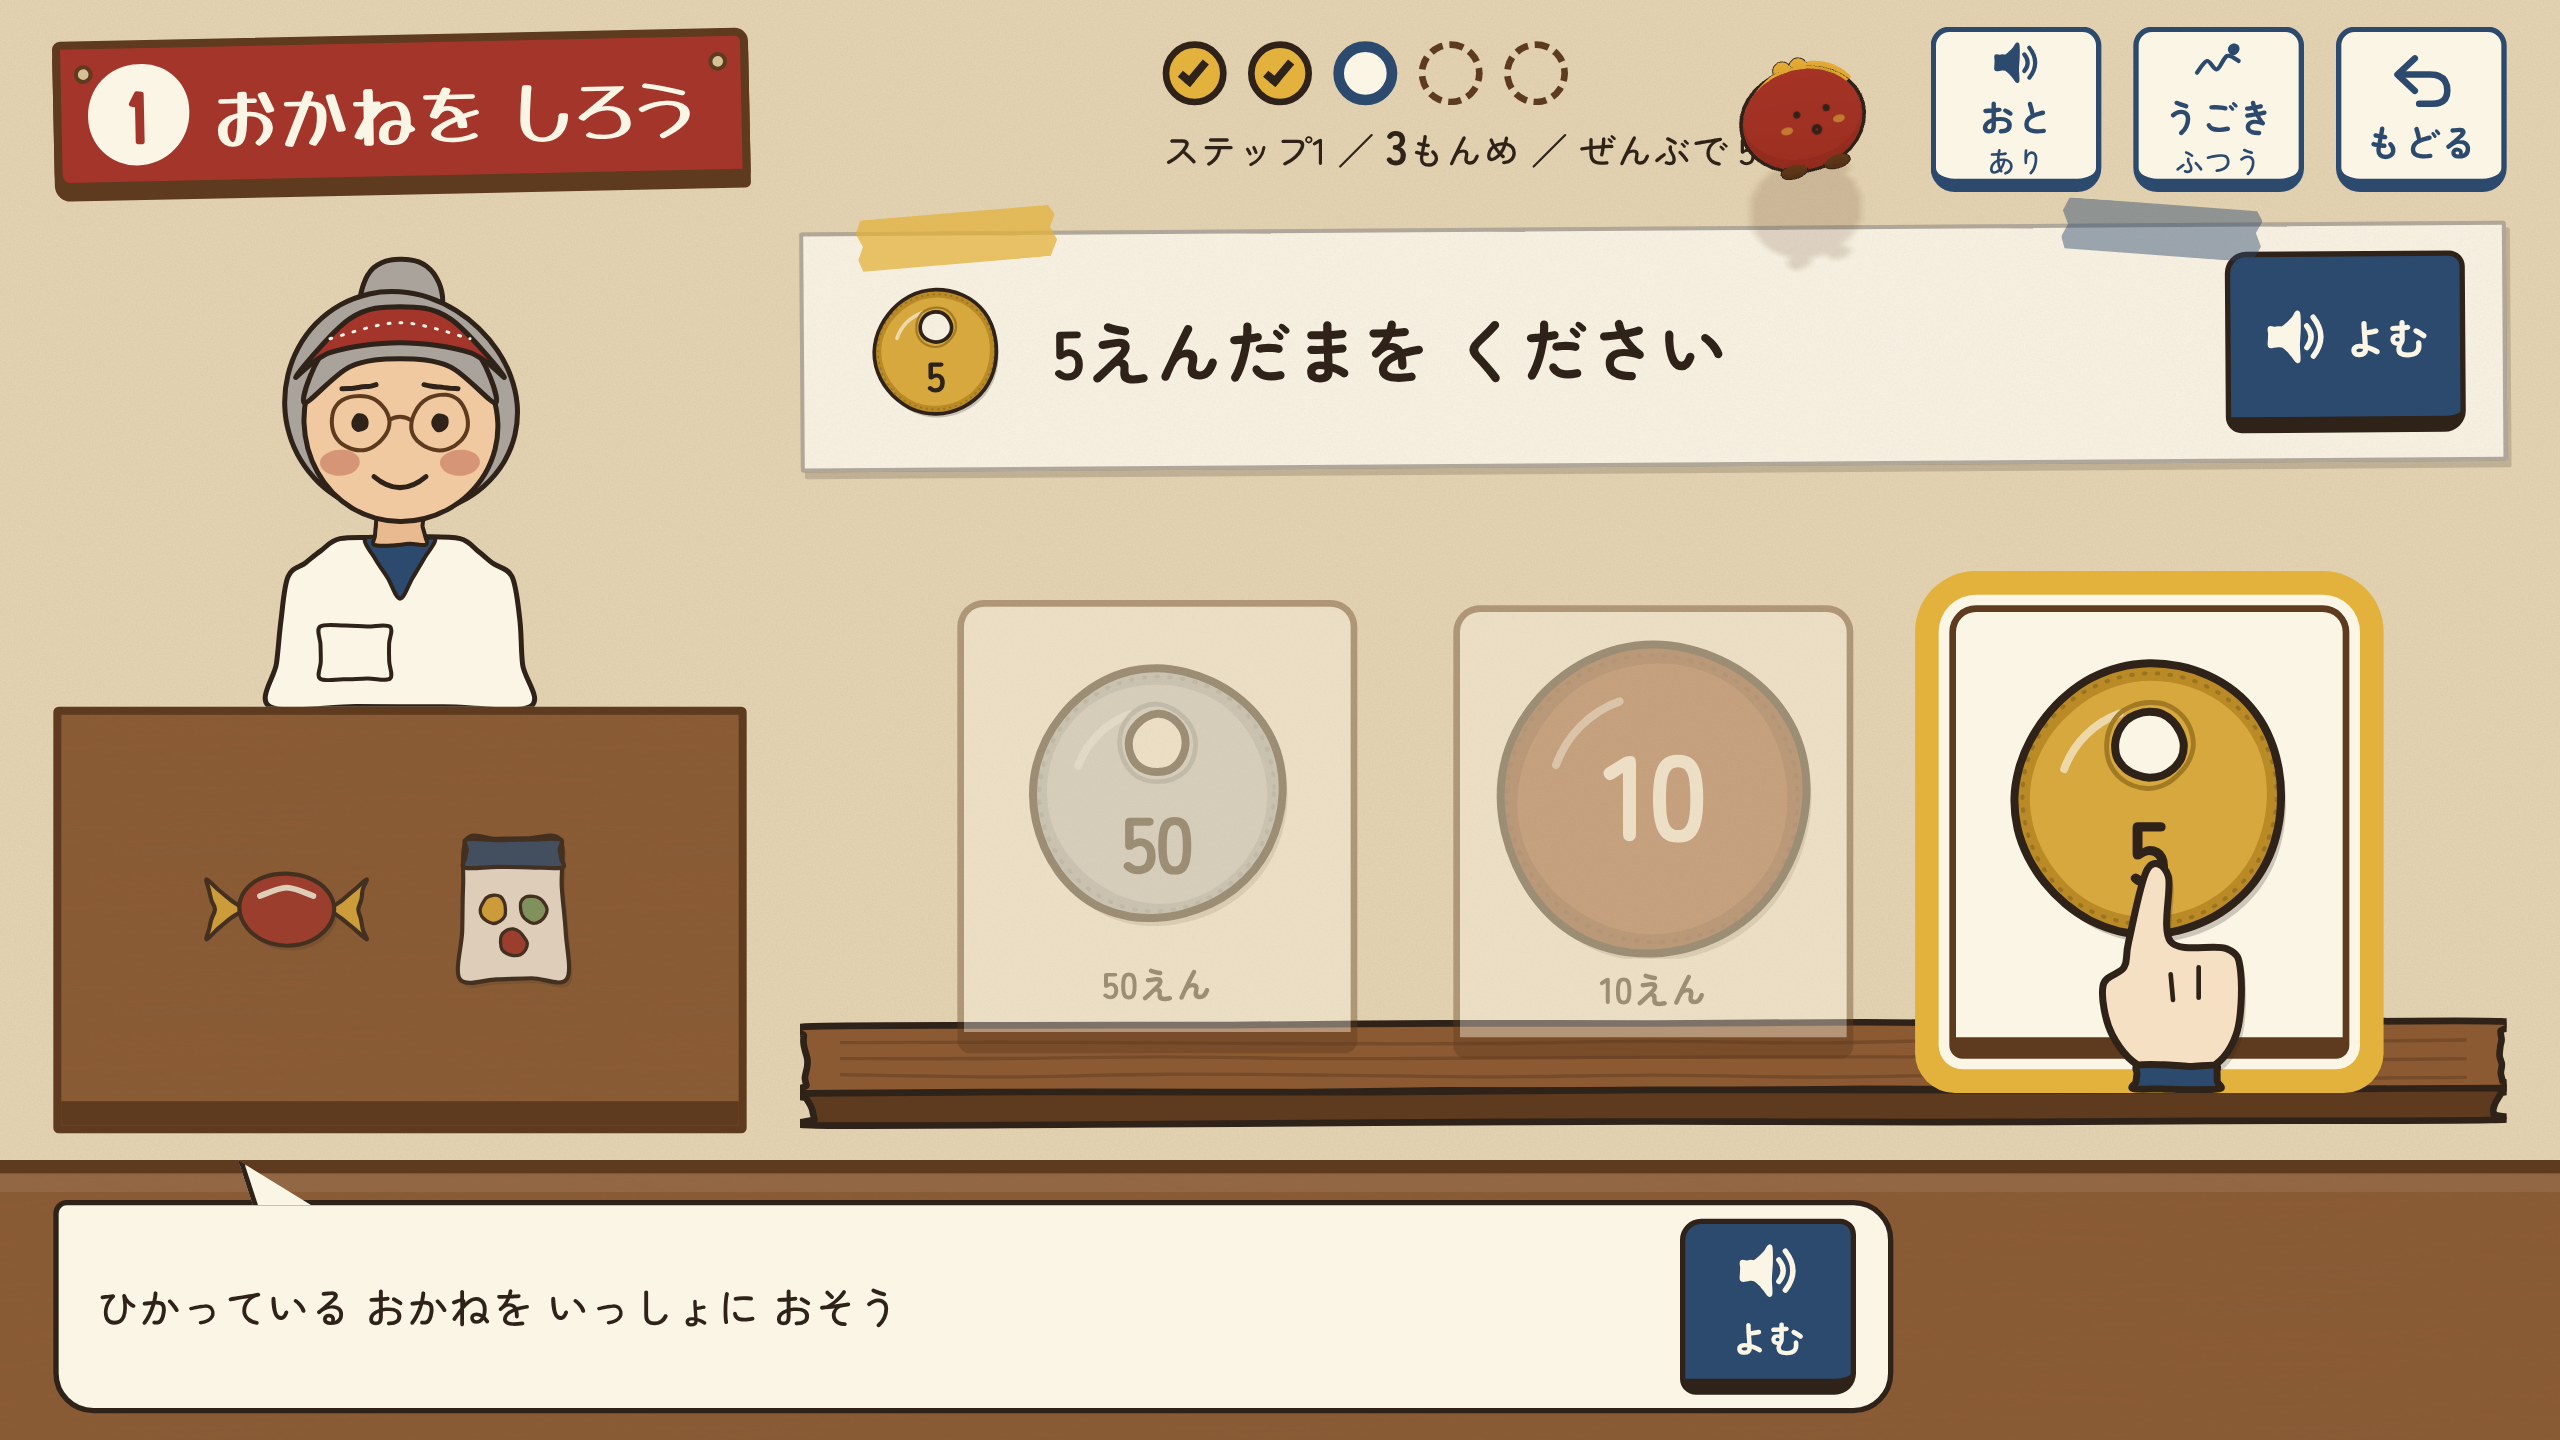 1 おかねを しろう
ステップ1 ／ 3もんめ ／ ぜんぶで 5
おと
あり
うごき
ふつう
もどる
5
5えんだまを ください
よむ
50
50えん
10
10えん
5
ひかっている おかねを いっしょに おそう
よむ